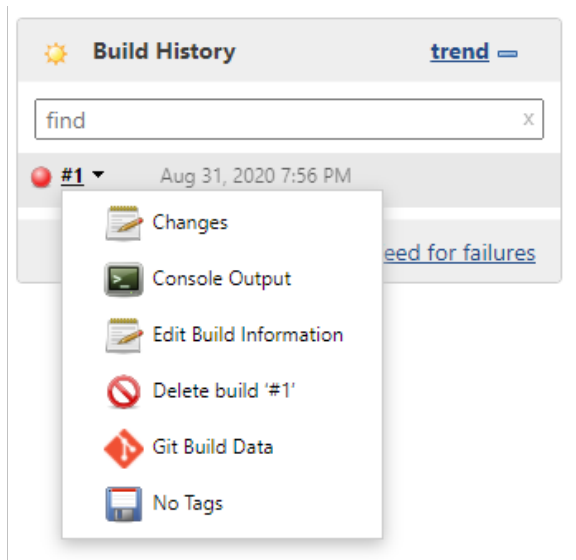 Build History trend
find x
#1 Aug 31, 2020 7:56 PM
Changes
eed for failures
Console Output
Edit Build Information
Delete build '#1'
Git Build Data
No Tags